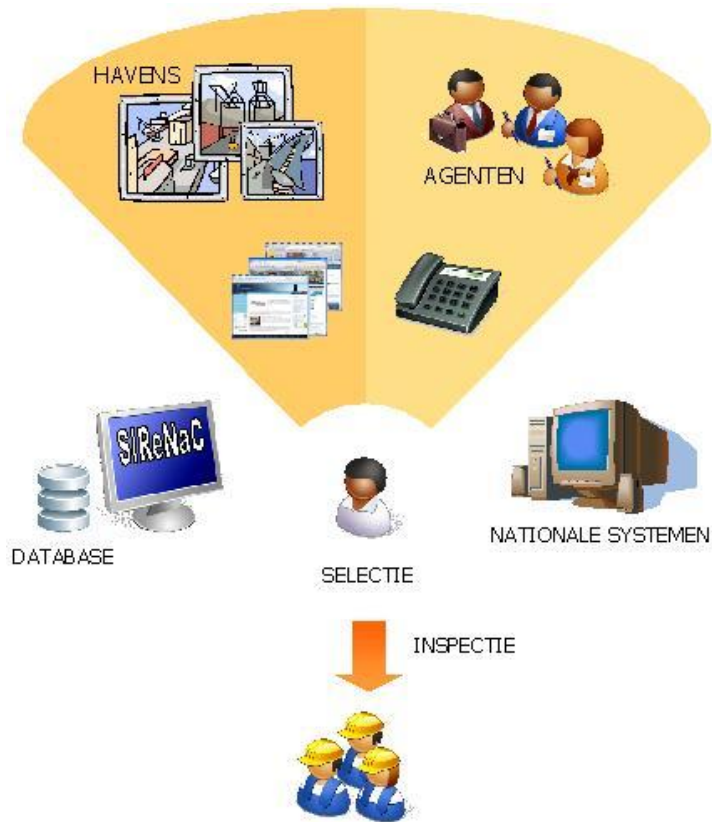 HAVENS
AGENTEN
SIReNaC
DATABASE
SELECTIE
NATIONALE SYSTEMEN
INSPECTIE